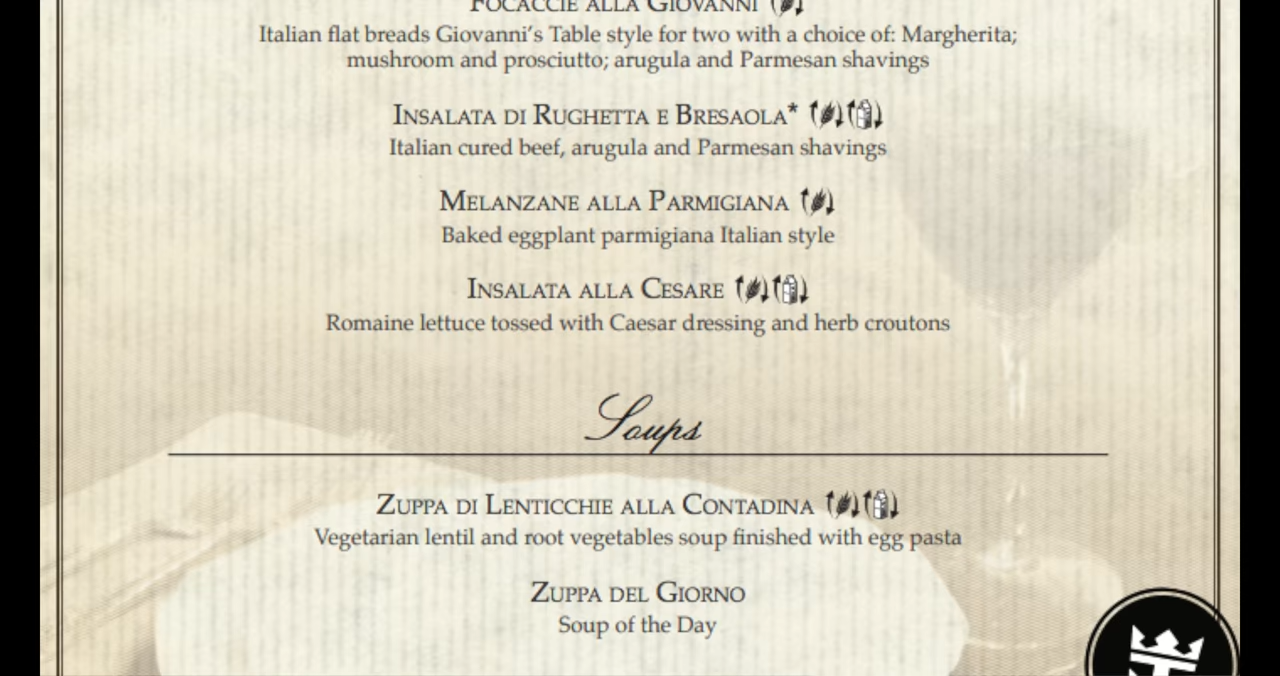 FOCACCIE ALLA GIOVANNI
Italian flat breads Giovanni's Table style for two with a choice of: Margherita;
mushroom and prosciutto; arugula and Parmesan shavings
INSALATA DI RUGHETTA E BRESAOLA*
Italian cured beef, arugula and Parmesan shavings
MELANZANE ALLA PARMIGIANA
Baked eggplant parmigiana Italian style
INSALATA ALLA CESARE
Romaine lettuce tossed with Caesar dressing and herb croutons
Soups
ZUPPA DI LENTICCHIE ALLA CONTADINA
Vegetarian lentil and root vegetables soup finished with egg pasta
ZUPPA DEL GIORNO
Soup of the Day